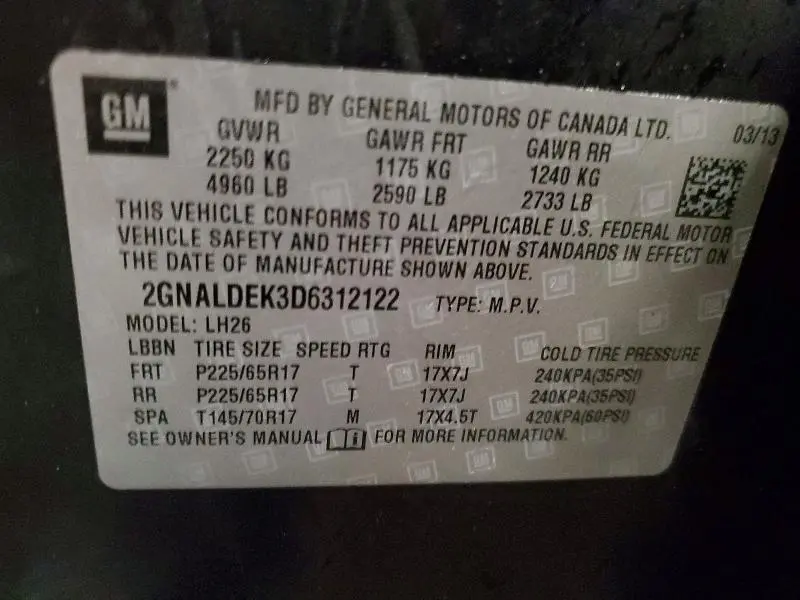 GM
MFD BY GENERAL MOTORS OF CANADA LTD.
03/13
GVWR GAWR FRT GAWR RR
2250 KG 1175 KG 1240 KG
4960 LB 2590 LB 2733 LB
THIS VEHICLE CONFORMS TO ALL APPLICABLE U.S. FEDERAL MOTOR
VEHICLE SAFETY AND THEFT PREVENTION STANDARDS IN EFFECT ON
THE DATE OF MANUFACTURE SHOWN ABOVE.
2GNALDEK3D6312122 TYPE: M.P.V.
MODEL: LH26
LBBN TIRE SIZE SPEED RTG RIM COLD TIRE PRESSURE
FRT P225/65R17 T 17X7J 240KPA(35PSI)
RR P225/65R17 T 17X7J 240KPA(35PSI)
SPA T145/70R17 M 17X4.5T 420KPA(60PSI)
SEE OWNER'S MANUAL FOR MORE INFORMATION.